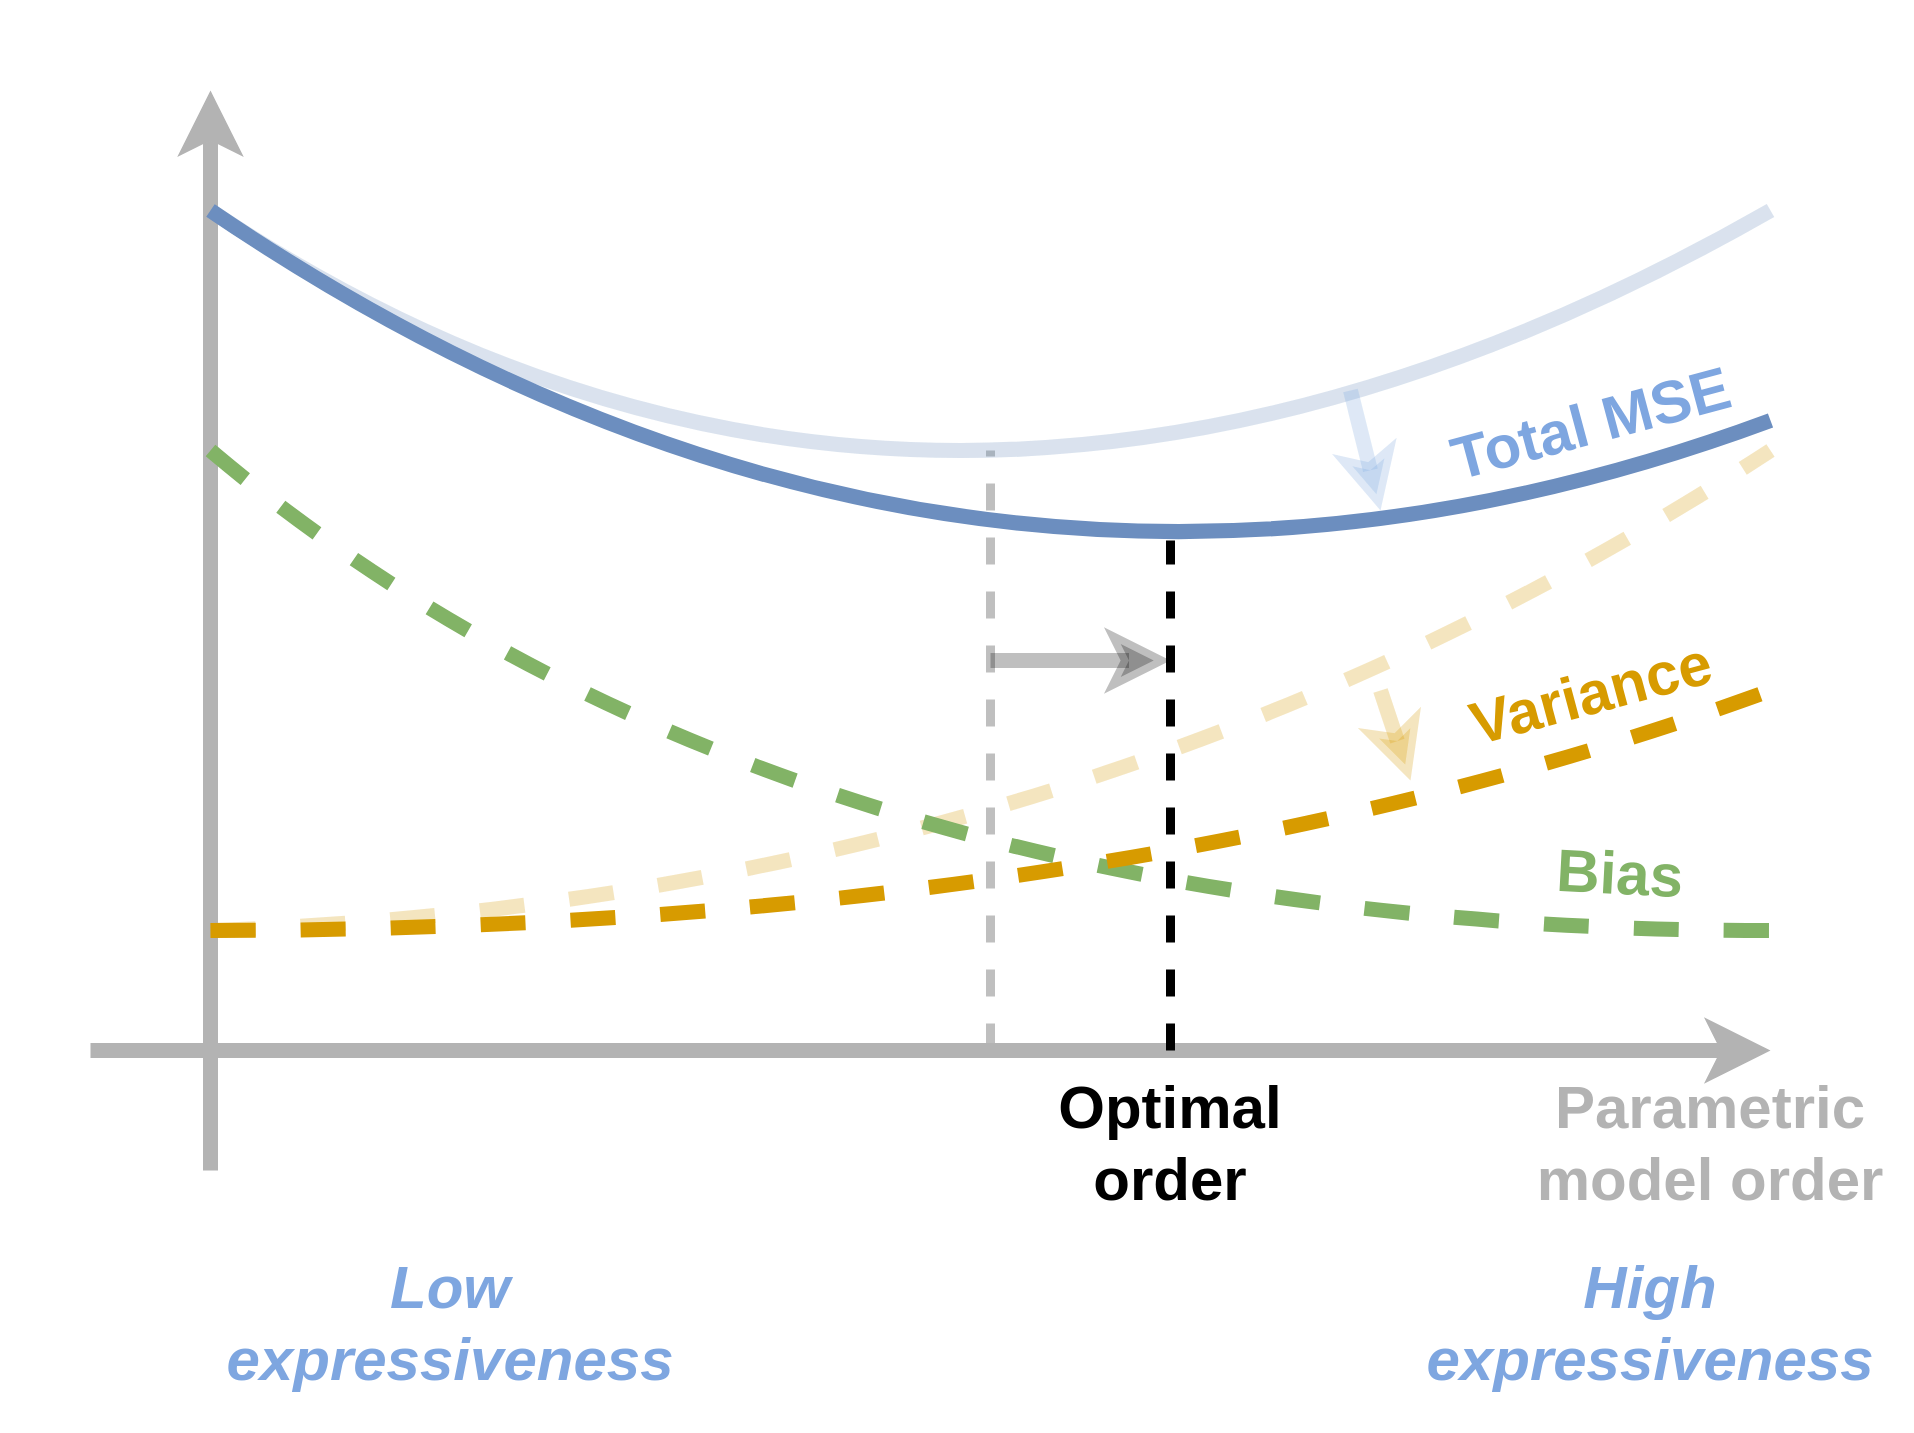 Total MSE
Variance
Bias
Optimal
order
Parametric
model order
Low
expressiveness
High
expressiveness